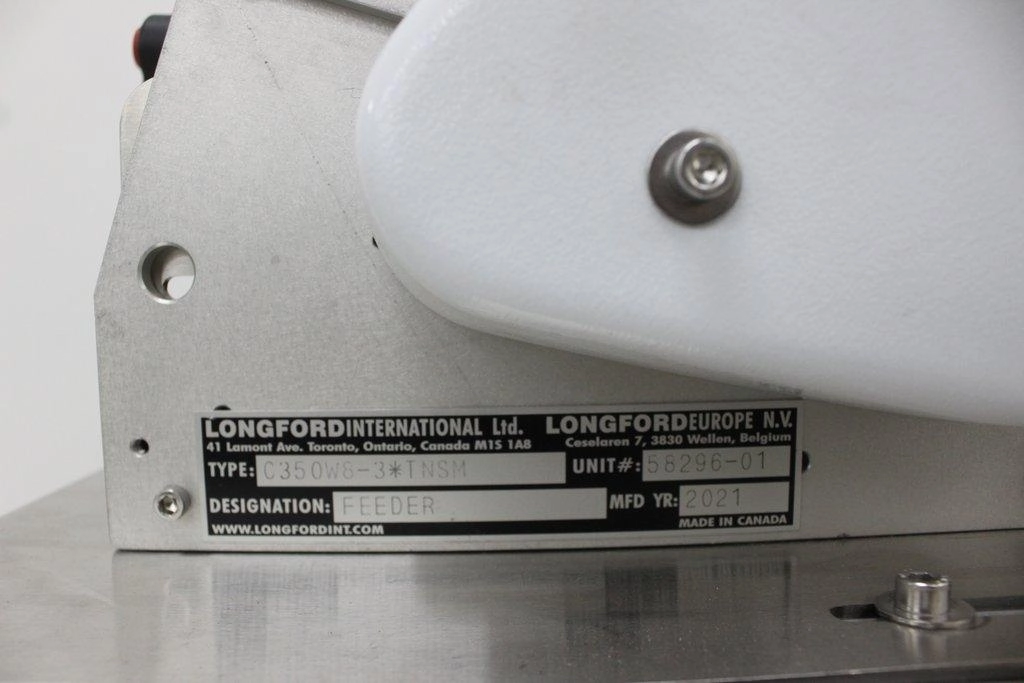 LONGFORDINTERNATIONAL Ltd. LONGFORDEUROPE N.V.
41 Lamont Ave. Toronto, Ontario, Canada M1S 1A8 Ceselaren 7, 3830 Wellen, Belgium
TYPE: C350W8-3*TNSM UNIT#: 58296-01
DESIGNATION: FEEDER MFD YR: 2021
WWW.LONGFORDINT.COM MADE IN CANADA